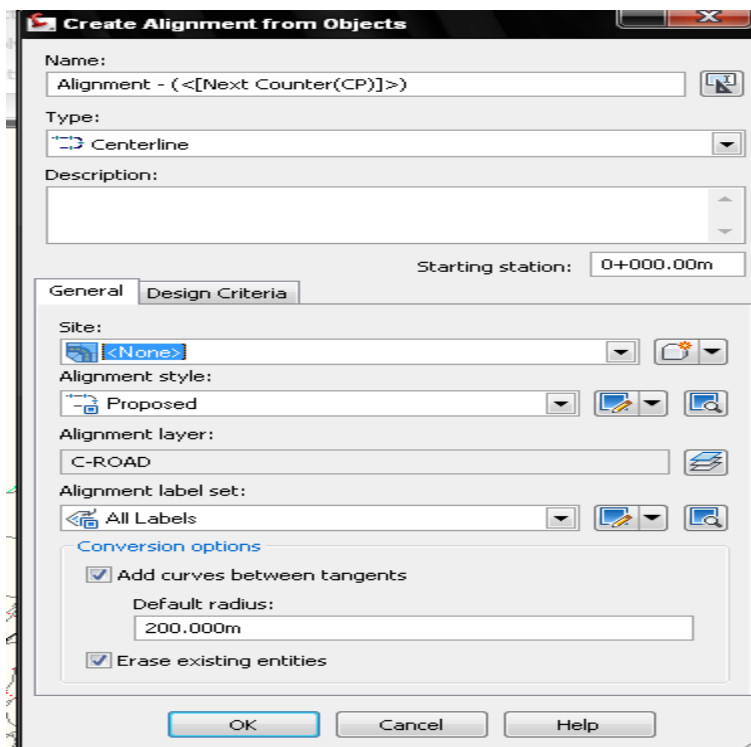 Create Alignment from Objects
Name:
Alignment - (<[Next Counter(CP)]>)
Type:
Centerline
Description:
Starting station: 0+000.00m
General Design Criteria
Site:
<None>
Alignment style:
Proposed
Alignment layer:
C-ROAD
Alignment label set:
All Labels
Conversion options
Add curves between tangents
Default radius:
200.000m
Erase existing entities
OK Cancel Help